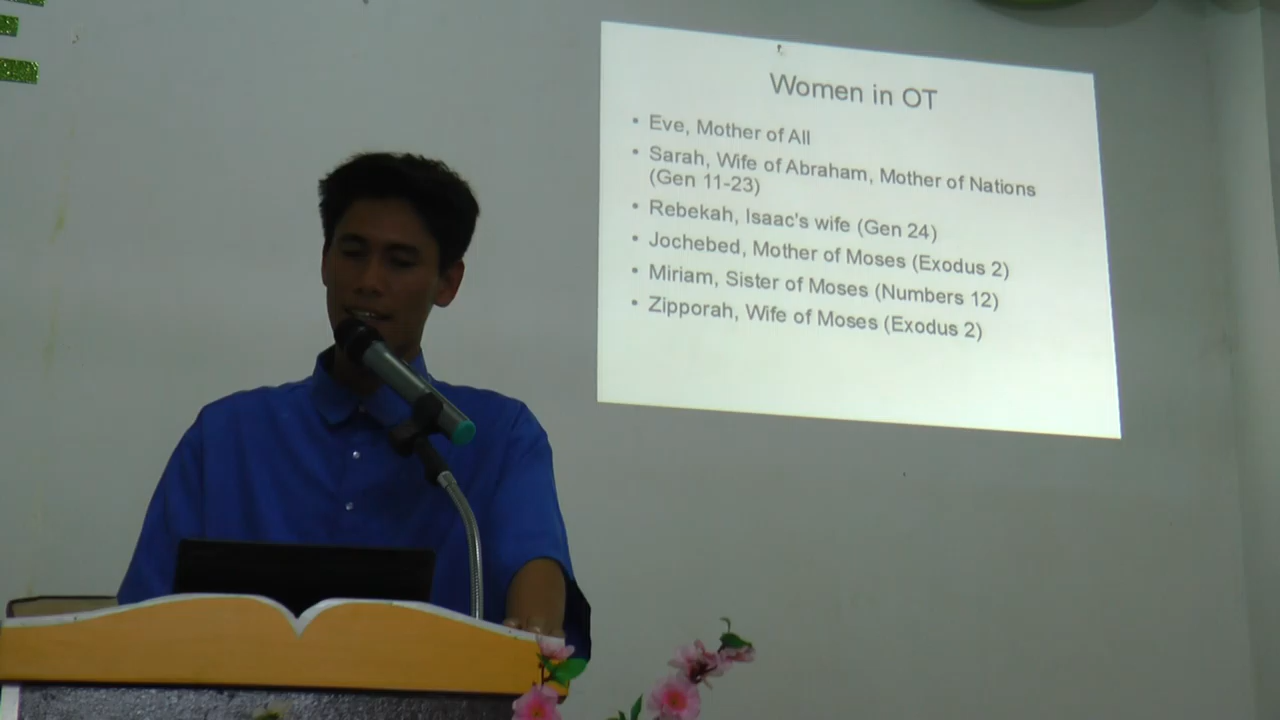 Women in OT
• Eve, Mother of All
• Sarah, Wife of Abraham, Mother of Nations
(Gen 11-23)
• Rebekah, Isaac's wife (Gen 24)
• Jochebed, Mother of Moses (Exodus 2)
• Miriam, Sister of Moses (Numbers 12)
• Zipporah, Wife of Moses (Exodus 2)